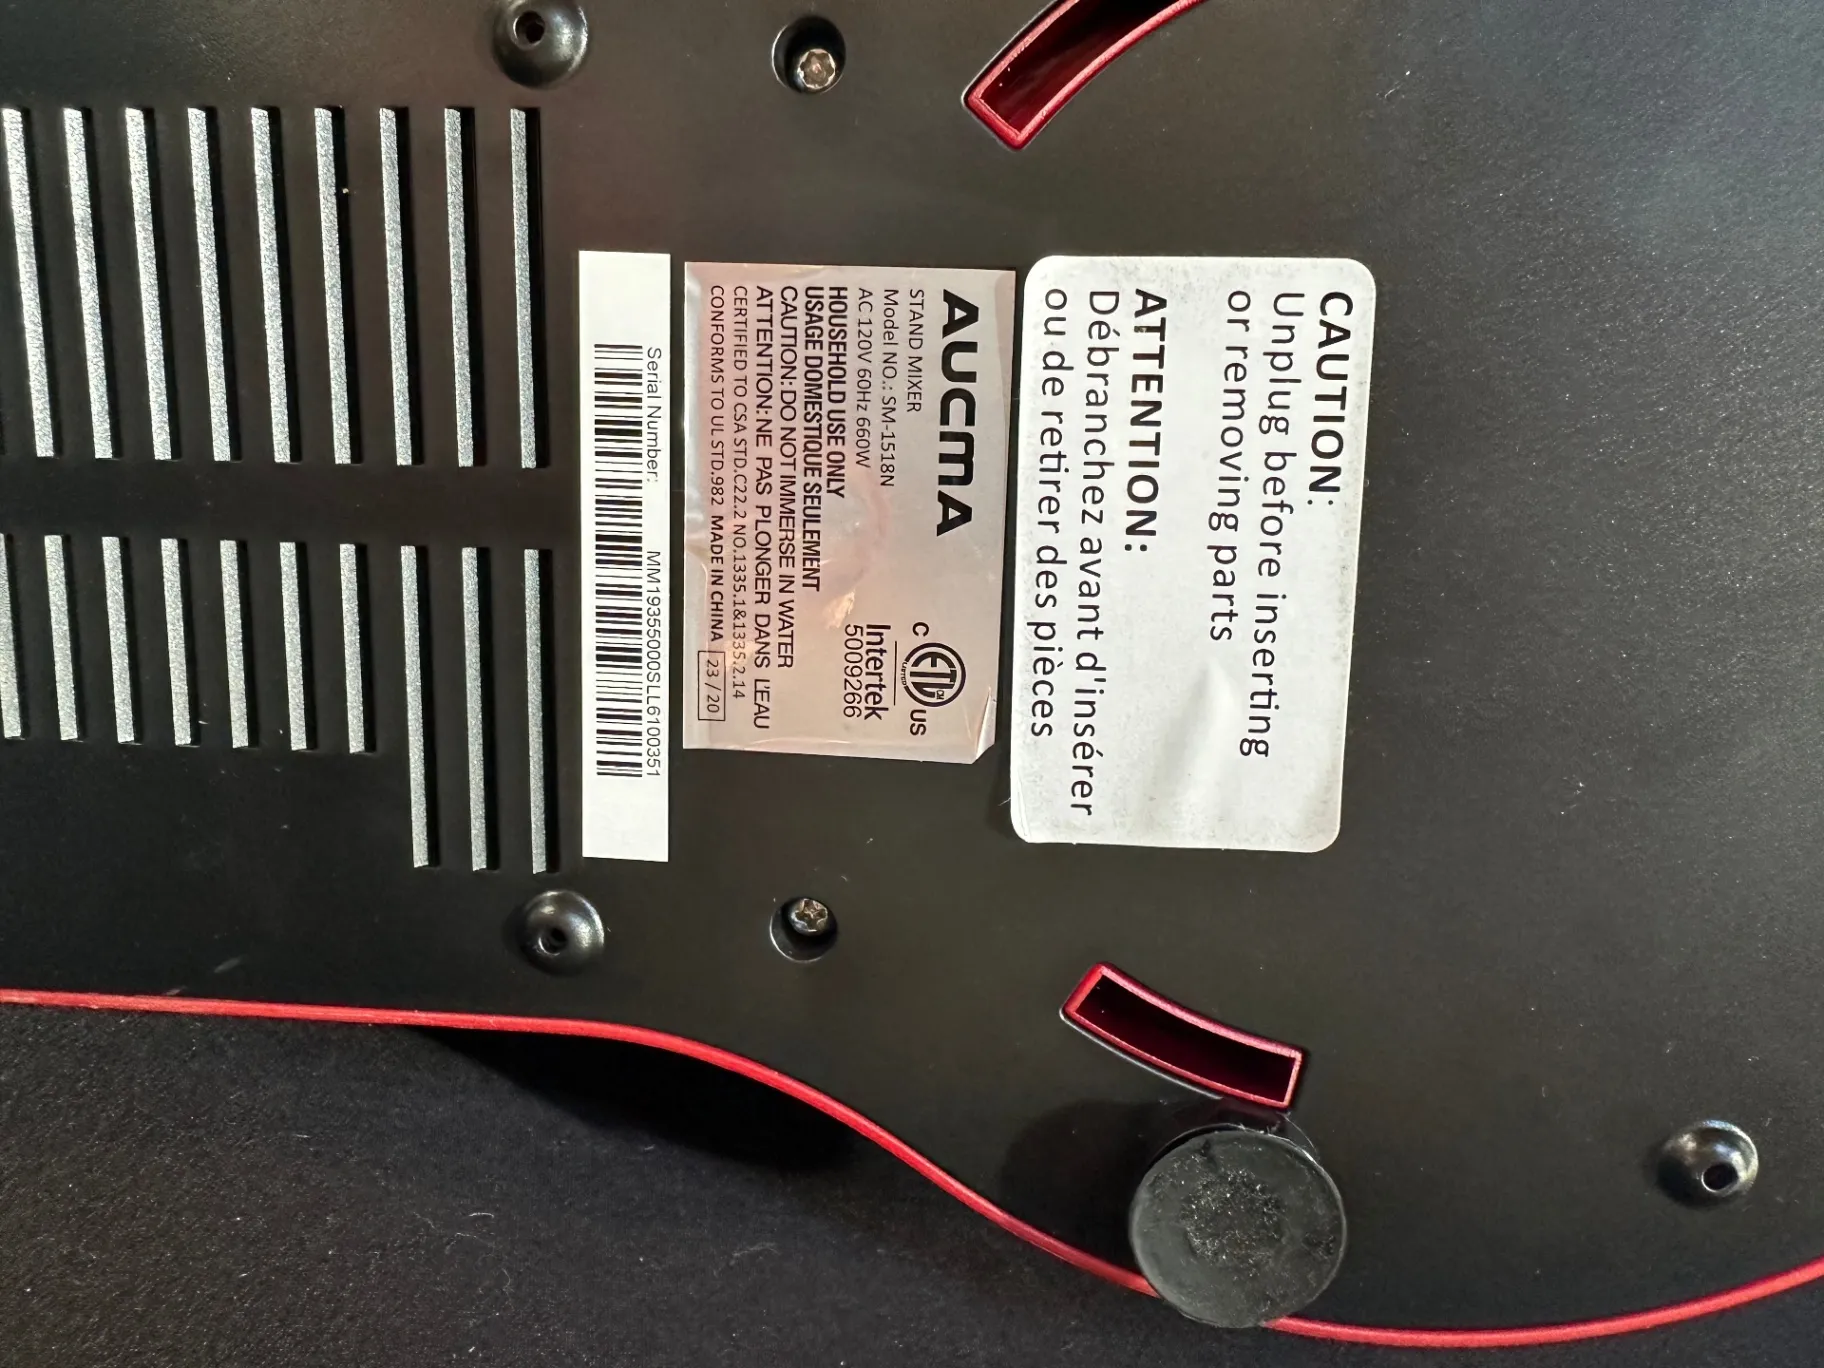 CAUTION:
Unplug before inserting
or removing parts
ATTENTION:
Débranchez avant d'insérer
ou de retirer des pièces
AUCMA
STAND MIXER
Model NO.: SM-1518N
AC 120V 60Hz 660W
HOUSEHOLD USE ONLY
USAGE DOMESTIQUE SEULEMENT
CAUTION: DO NOT IMMERSE IN WATER
ATTENTION: NE PAS PLONGER DANS L'EAU
CERTIFIED TO CSA STD.C22.2 NO.1335.1&1335.2.14
CONFORMS TO UL STD.982 MADE IN CHINA 23/20
C ETL CM US
LISTED
Intertek
5009266
Serial Number: MM19355000SLL6100351